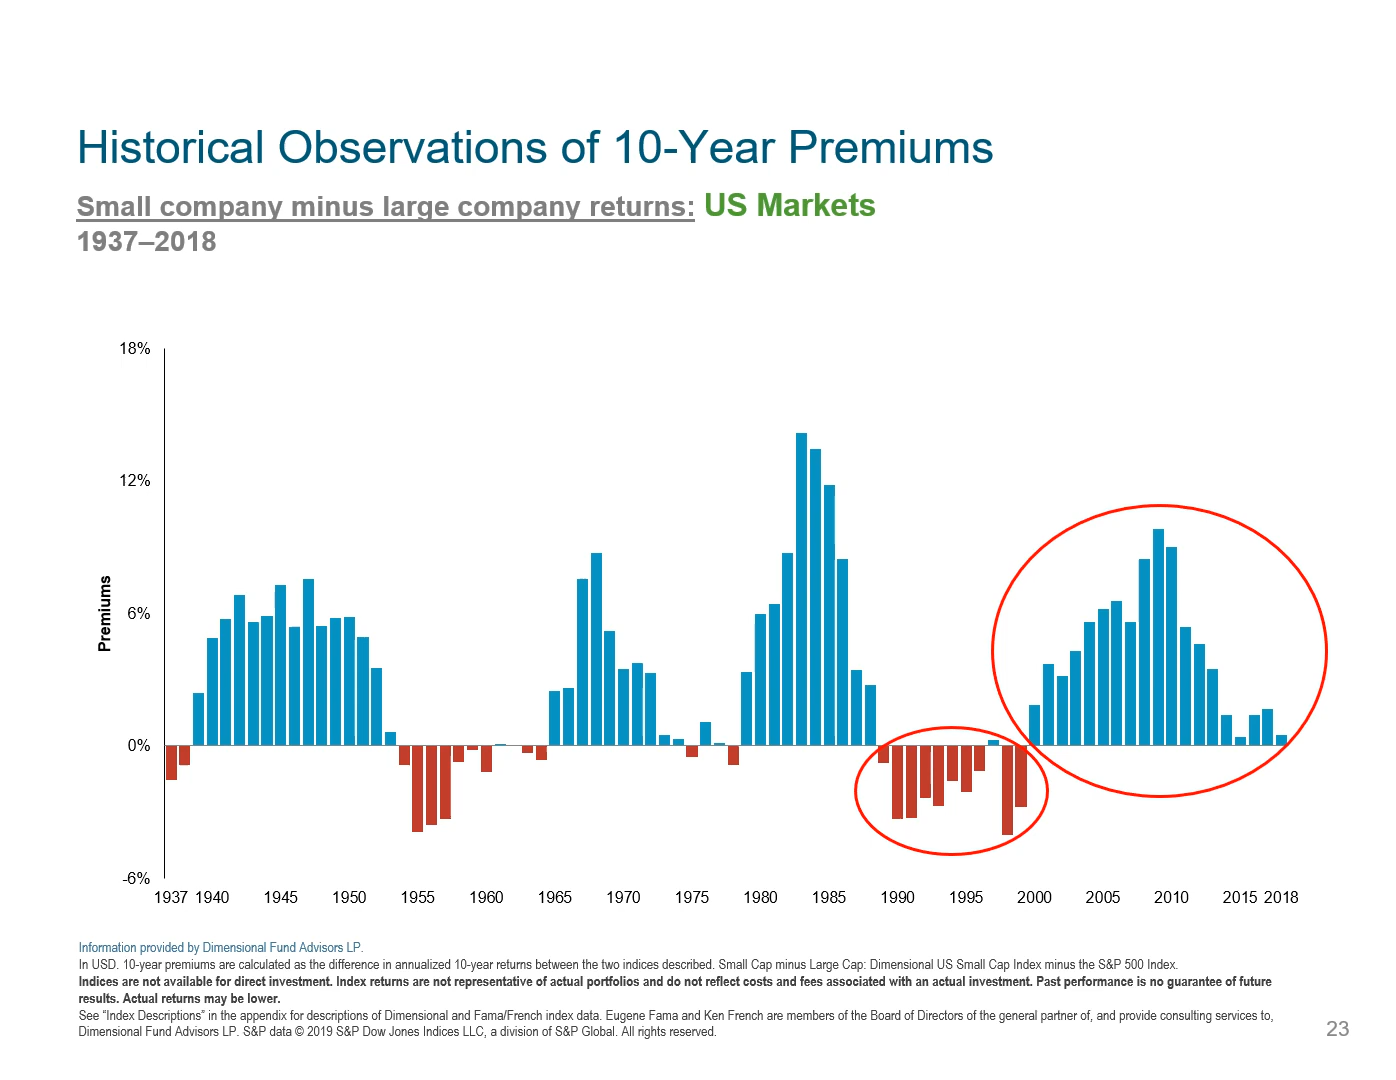 Historical Observations of 10-Year Premiums
Small company minus large company returns: US Markets
1937–2018
18%
12%
6%
0%
-6%
Premiums
1937 1940 1945 1950 1955 1960 1965 1970 1975 1980 1985 1990 1995 2000 2005 2010 2015 2018
Information provided by Dimensional Fund Advisors LP.
In USD. 10-year premiums are calculated as the difference in annualized 10-year returns between the two indices described. Small Cap minus Large Cap: Dimensional US Small Cap Index minus the S&P 500 Index.
Indices are not available for direct investment. Index returns are not representative of actual portfolios and do not reflect costs and fees associated with an actual investment. Past performance is no guarantee of future
results. Actual returns may be lower.
See “Index Descriptions” in the appendix for descriptions of Dimensional and Fama/French index data. Eugene Fama and Ken French are members of the Board of Directors of the general partner of, and provide consulting services to,
Dimensional Fund Advisors LP. S&P data © 2019 S&P Dow Jones Indices LLC, a division of S&P Global. All rights reserved.
23